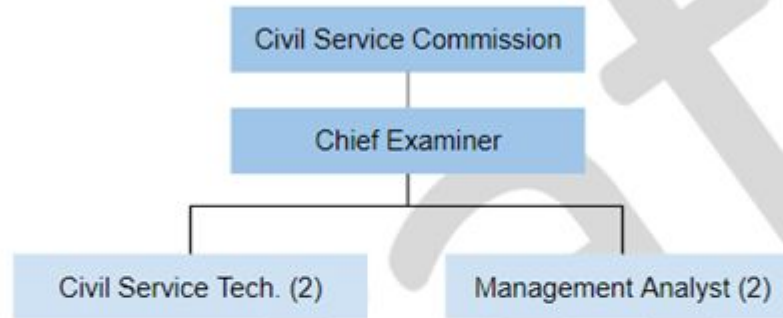 Civil Service Commission
Chief Examiner
Civil Service Tech. (2)
Management Analyst (2)